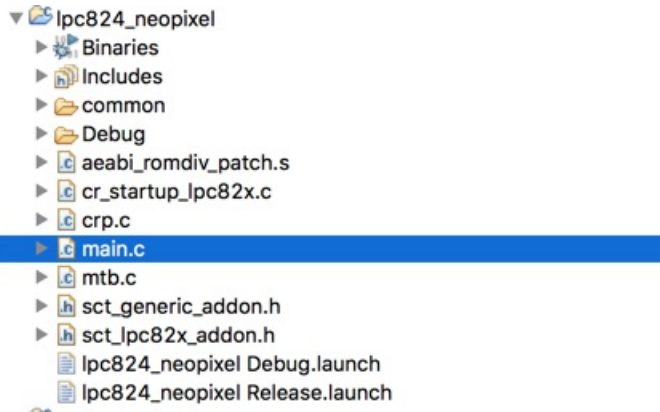 lpc824_neopixel
Binaries
Includes
common
Debug
aeabi_romdiv_patch.s
cr_startup_lpc82x.c
crp.c
main.c
mtb.c
sct_generic_addon.h
sct_lpc82x_addon.h
lpc824_neopixel Debug.launch
lpc824_neopixel Release.launch